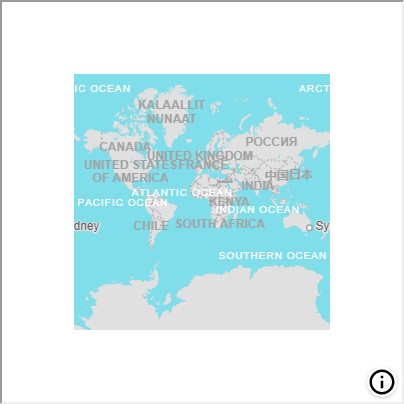 IC OCEAN
ARCT
KALAALLIT
NUNAAT
CANADA
РОССИЯ
UNITED KINGDOM
UNITED STATES
OF AMERICA
FRANCE
中国
日本
INDIA
ATLANTIC OCEAN
KENYA
PACIFIC OCEAN
INDIAN OCEAN
CHILE
SOUTH AFRICA
dney
Sy
SOUTHERN OCEAN